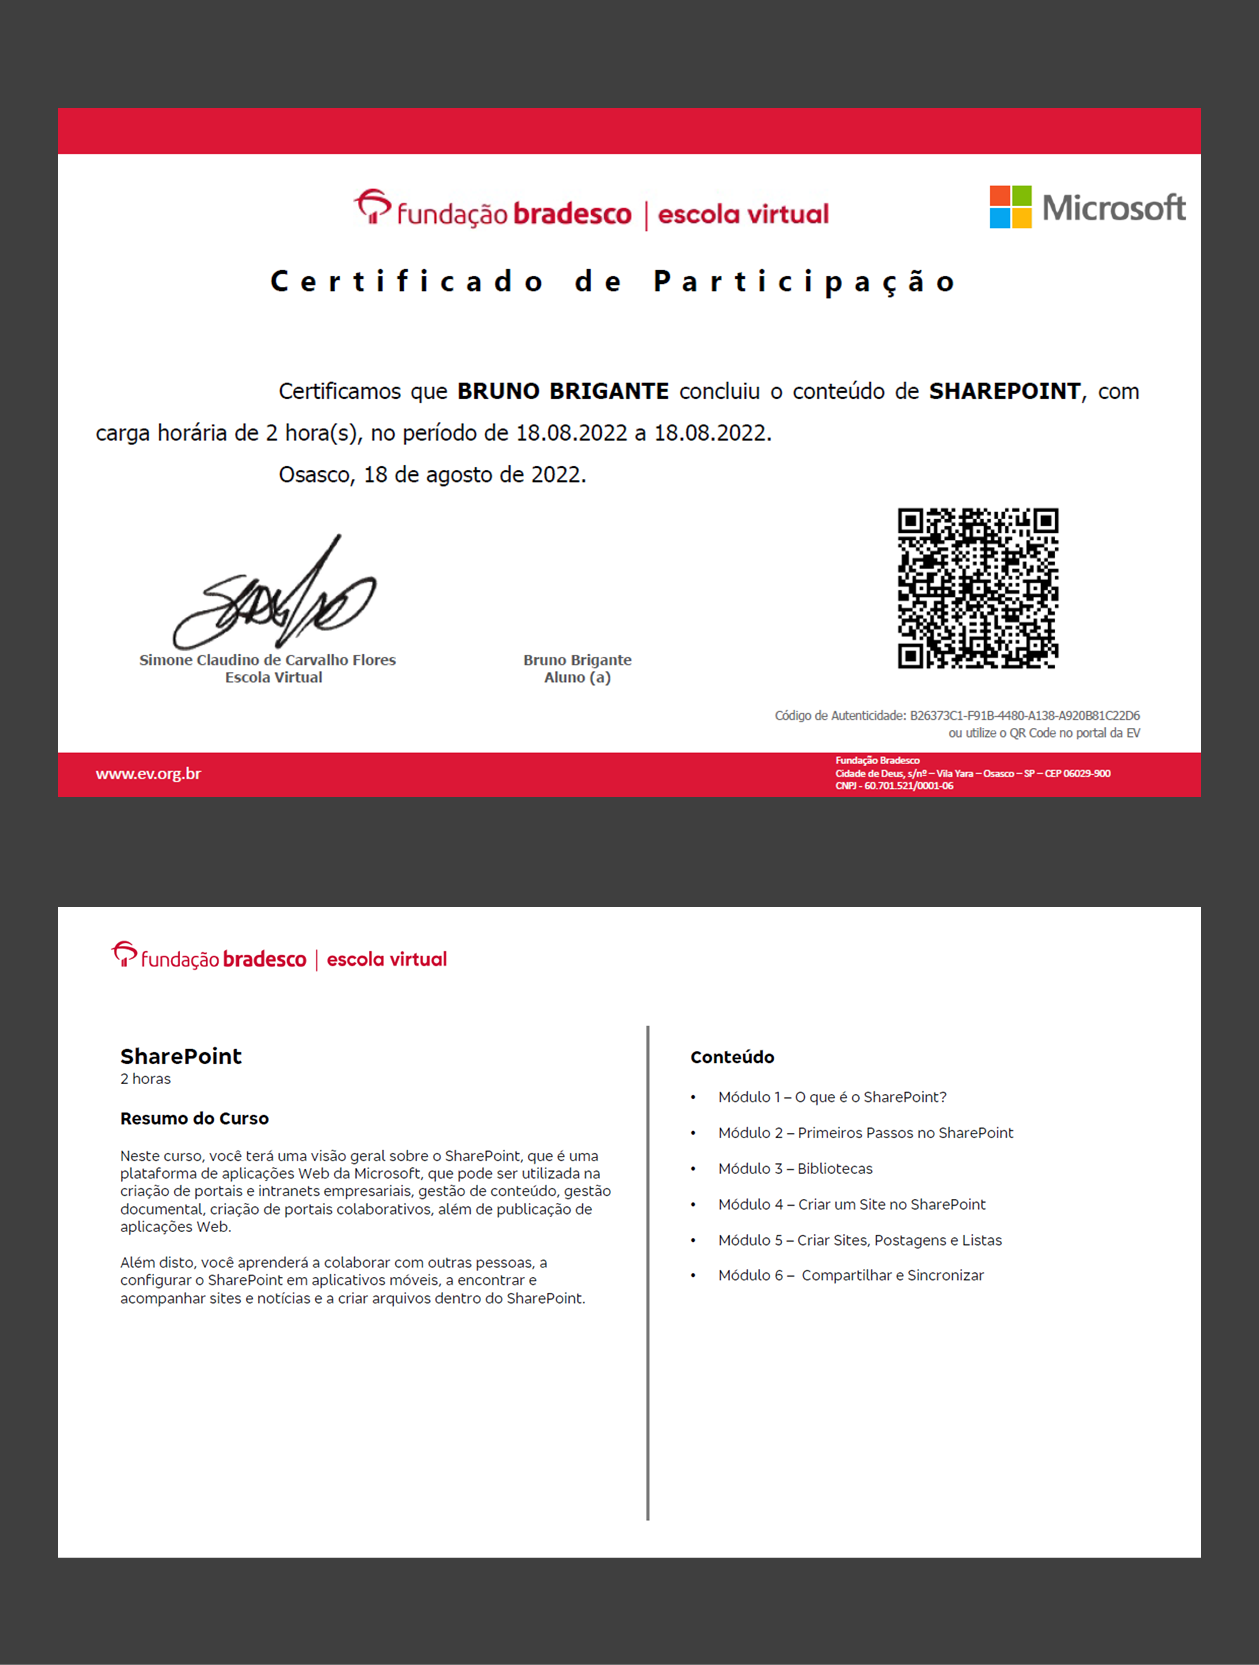 fundação bradesco | escola virtual
Microsoft
Certificado de Participação
Certificamos que BRUNO BRIGANTE concluiu o conteúdo de SHAREPOINT, com
carga horária de 2 hora(s), no período de 18.08.2022 a 18.08.2022.
Osasco, 18 de agosto de 2022.
Simone Claudino de Carvalho Flores
Escola Virtual
Bruno Brigante
Aluno (a)
Código de Autenticidade: B26373C1-F91B-4480-A138-A920B81C22D6
ou utilize o QR Code no portal da EV
www.ev.org.br
Fundação Bradesco
Cidade de Deus, s/nº – Vila Yara – Osasco – SP – CEP 06029-900
CNPJ - 60.701.521/0001-06
fundação bradesco | escola virtual
SharePoint
2 horas
Resumo do Curso
Neste curso, você terá uma visão geral sobre o SharePoint, que é uma
plataforma de aplicações Web da Microsoft, que pode ser utilizada na
criação de portais e intranets empresariais, gestão de conteúdo, gestão
documental, criação de portais colaborativos, além de publicação de
aplicações Web.
Além disto, você aprenderá a colaborar com outras pessoas, a
configurar o SharePoint em aplicativos móveis, a encontrar e
acompanhar sites e notícias e a criar arquivos dentro do SharePoint.
Conteúdo
• Módulo 1 – O que é o SharePoint?
• Módulo 2 – Primeiros Passos no SharePoint
• Módulo 3 – Bibliotecas
• Módulo 4 – Criar um Site no SharePoint
• Módulo 5 – Criar Sites, Postagens e Listas
• Módulo 6 – Compartilhar e Sincronizar